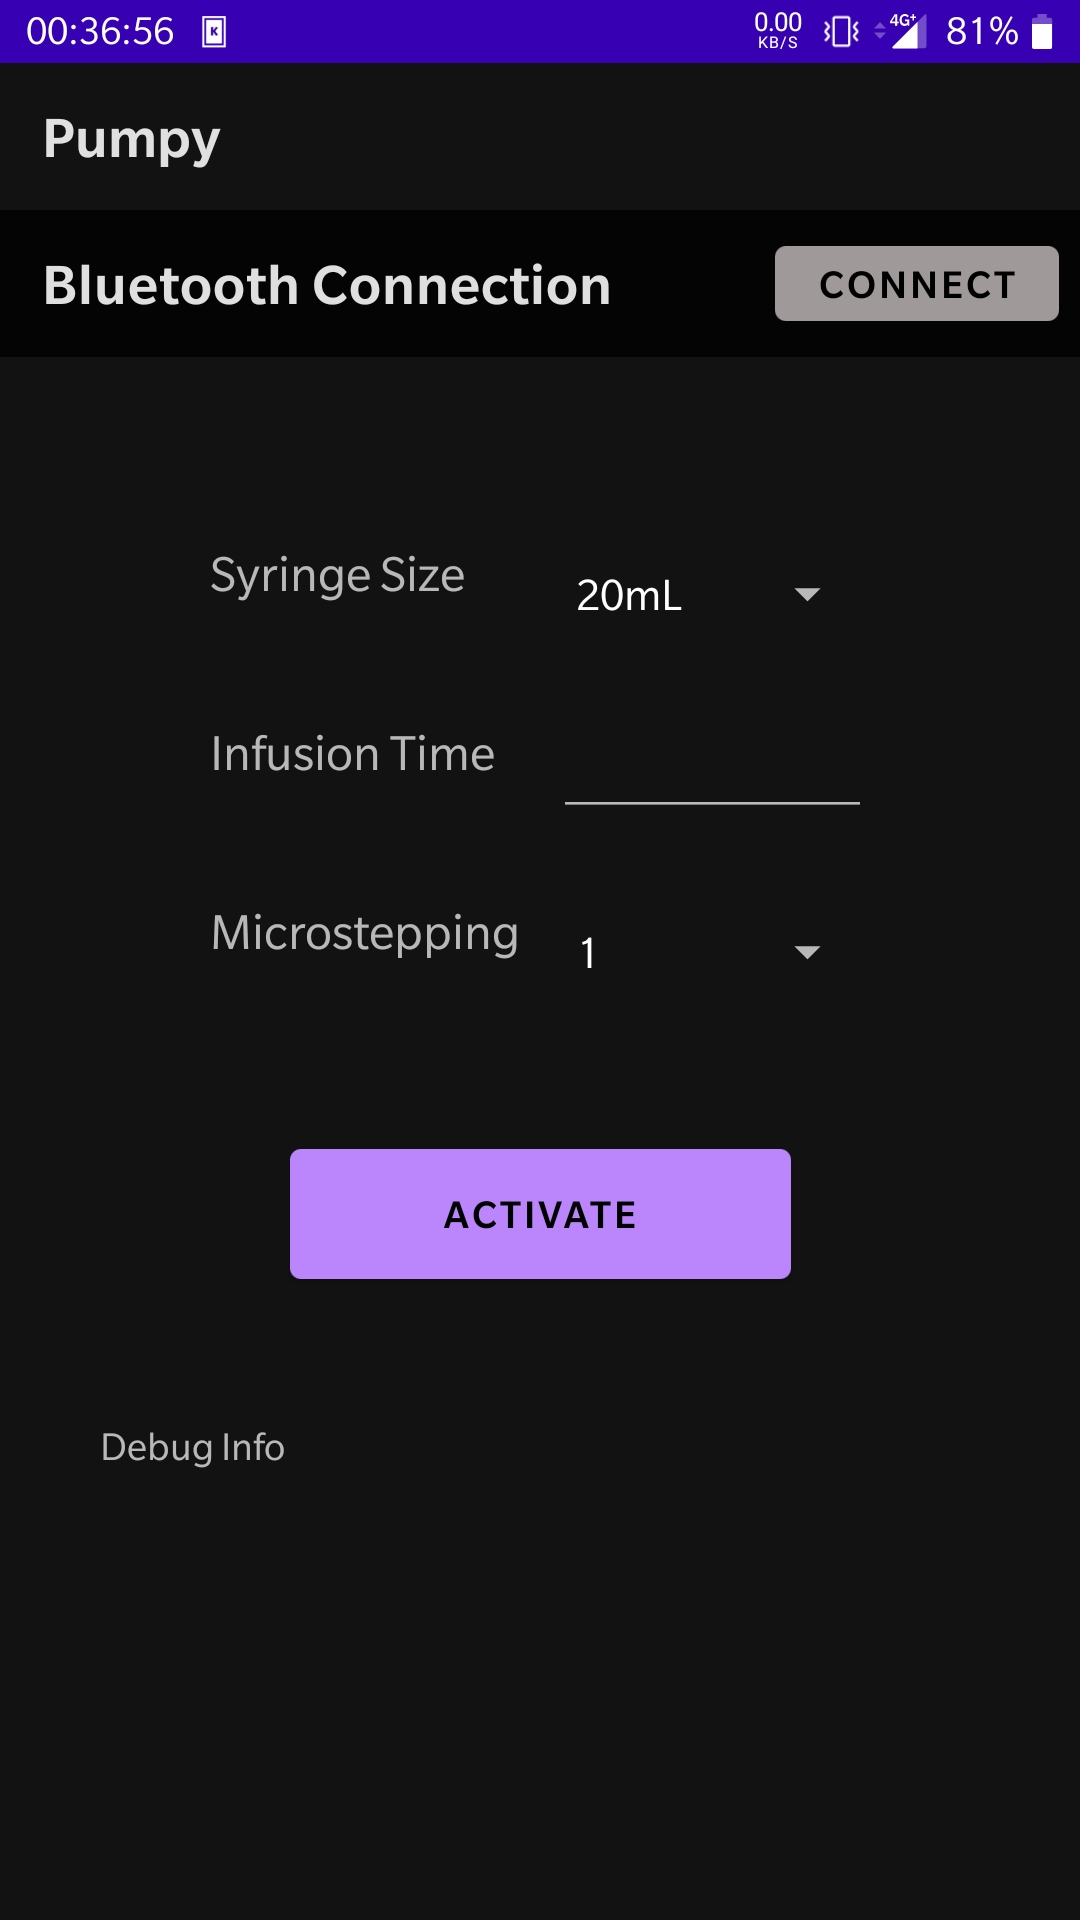 00:36:56 K 0.00 KB/S 4G+ 81%
Pumpy
Bluetooth Connection CONNECT
Syringe Size 20mL
Infusion Time
Microstepping 1
ACTIVATE
Debug Info